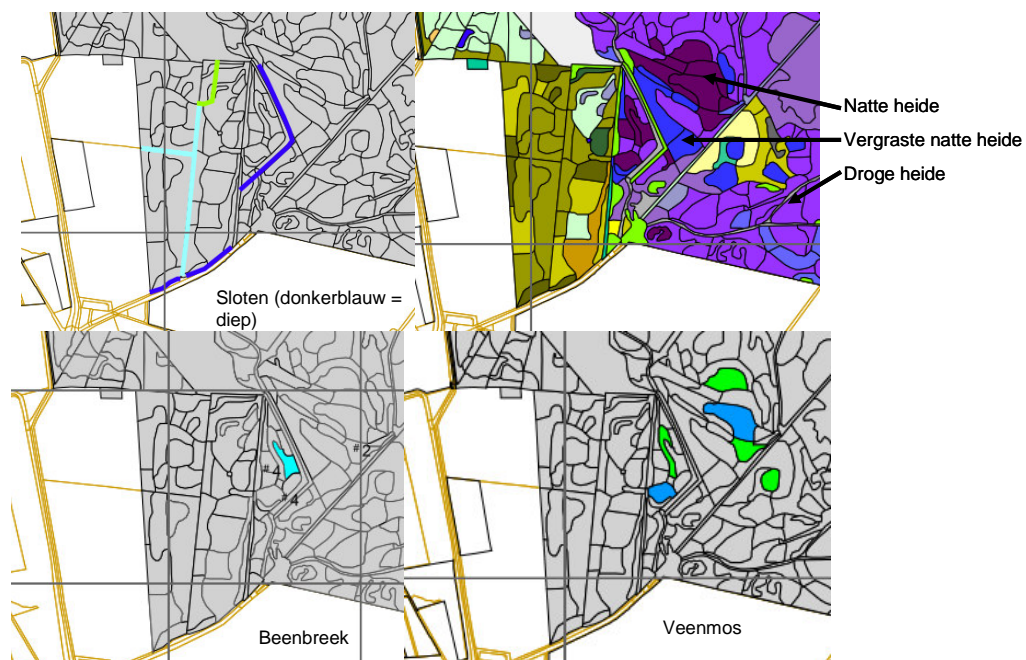 Natte heide
Vergraste natte heide
Droge heide
Sloten (donkerblauw =
diep)
#2
#4
#4
Beenbreek
Veenmos